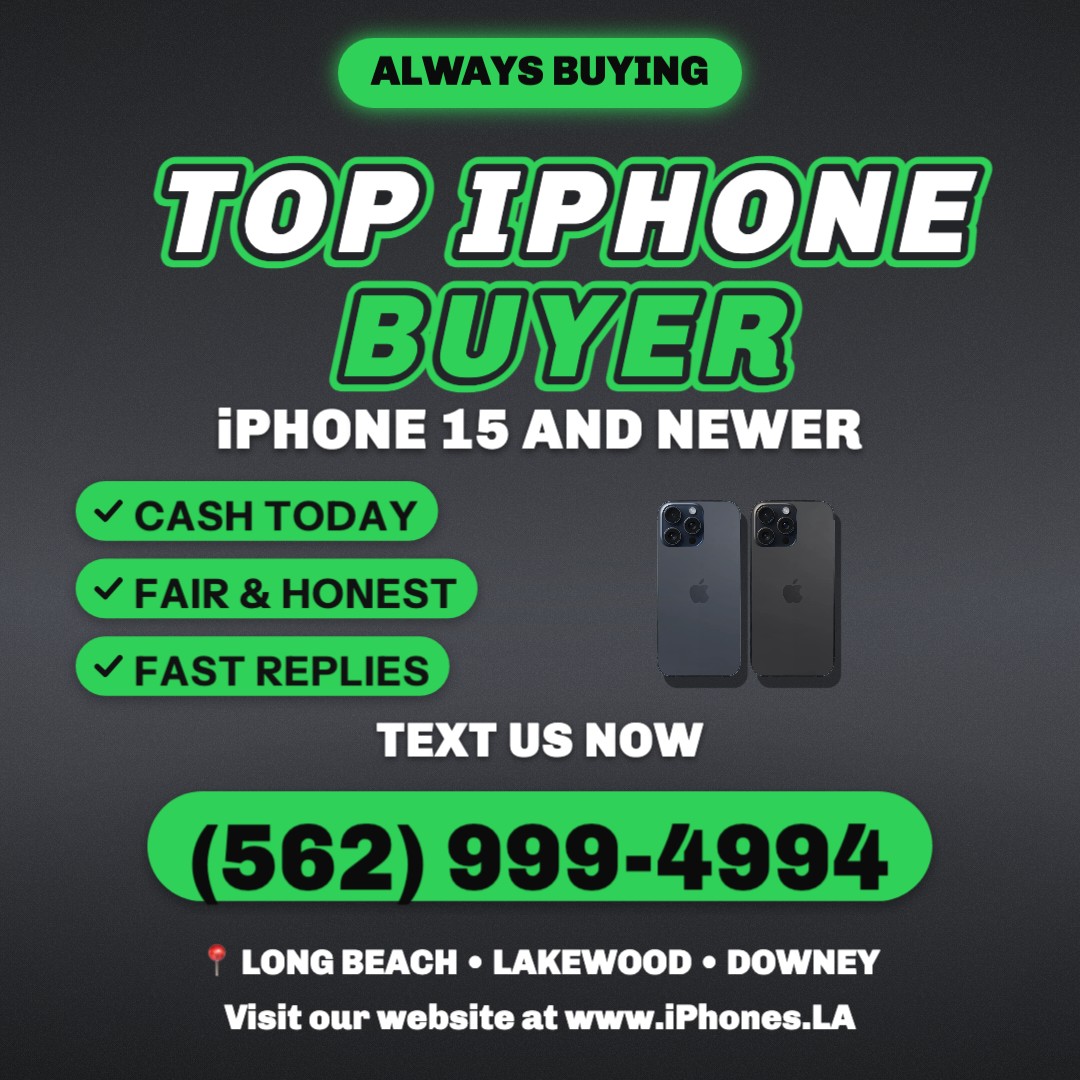 ALWAYS BUYING
TOP IPHONE
BUYER
iPHONE 15 AND NEWER
✓ CASH TODAY
✓ FAIR & HONEST
✓ FAST REPLIES
TEXT US NOW
(562) 999-4994
📍 LONG BEACH • LAKEWOOD • DOWNEY
Visit our website at www.iPhones.LA